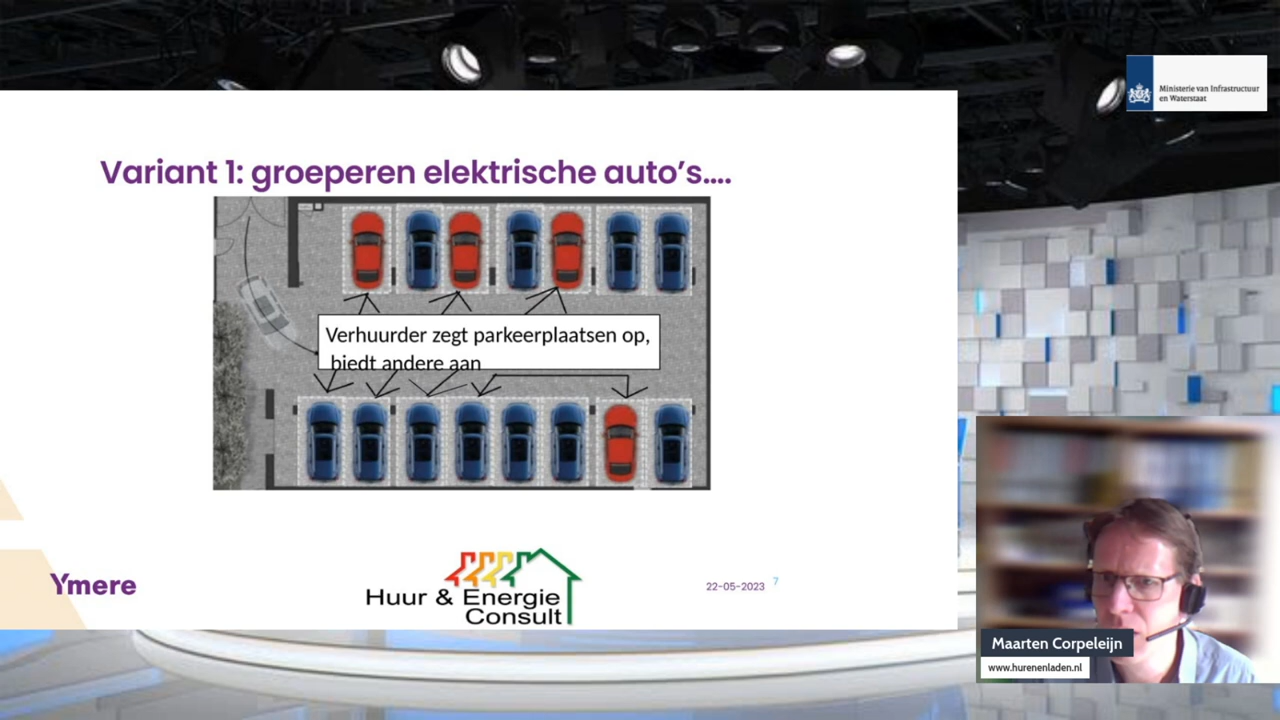 Ministerie van Infrastructuur
en Waterstaat
Variant 1: groeperen elektrische auto's....
Verhuurder zegt parkeerplaatsen op,
biedt andere aan
Ymere
Huur & Energie
Consult
22-05-2023
7
Maarten Corpeleijn
www.hurenenladen.nl